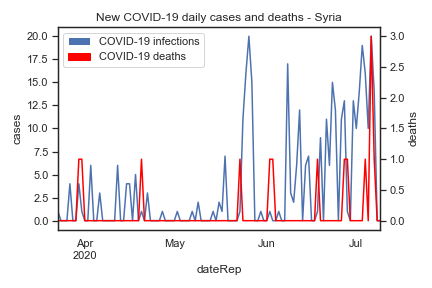 New COVID-19 daily cases and deaths - Syria
COVID-19 infections
COVID-19 deaths
20.0
17.5
15.0
12.5
10.0
7.5
5.0
2.5
0.0
cases
3.0
2.5
2.0
1.5
1.0
0.5
0.0
deaths
Apr
2020
May
Jun
Jul
dateRep